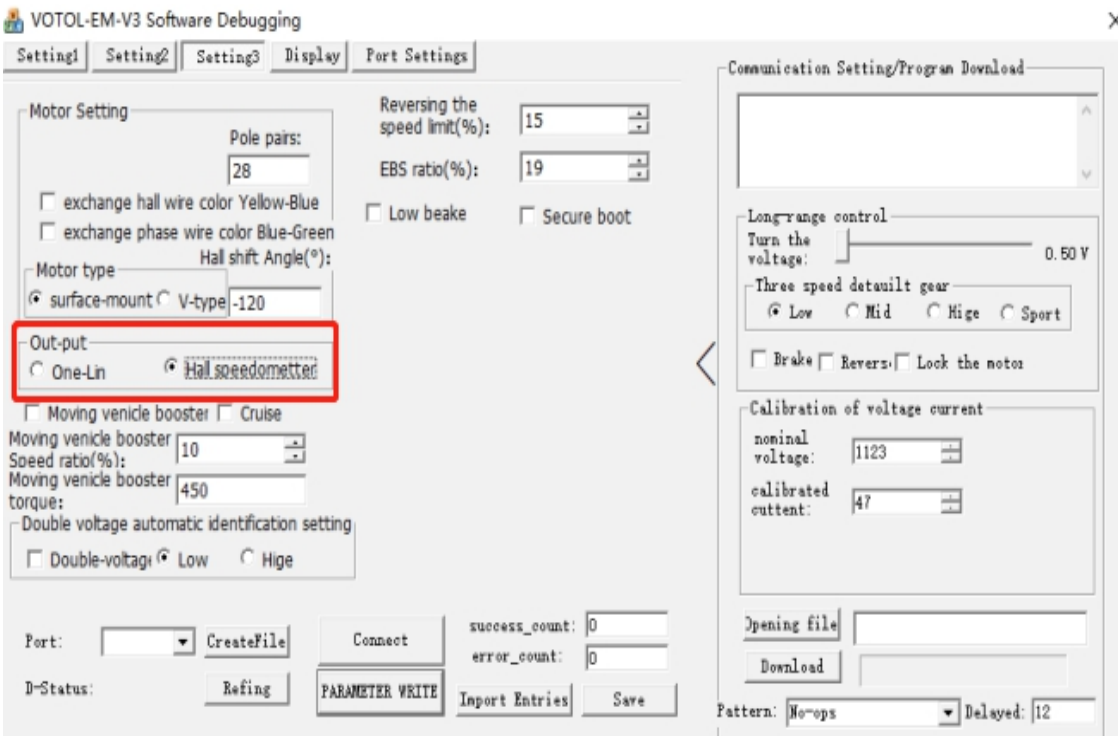 VOTOL-EM-V3 Software Debugging
Setting1 Setting2 Setting3 Display Port Settings
Motor Setting
Pole pairs:
28
exchange hall wire color Yellow-Blue
exchange phase wire color Blue-Green
Hall shift Angle(°):
Motor type
surface-mount V-type -120
Out-put
One-Lin Hall speedometter
Moving venicle booster Cruise
Moving venicle booster
Speed ratio(%): 10
Moving venicle booster
torque: 450
Double voltage automatic identification setting
Double-voltage Low Hige
Reversing the
speed limit(%): 15
EBS ratio(%): 19
Low beake Secure boot
Port: CreateFile Connect
D-Status: Refing PARAMETER WRITE
success_count: 0
error_count: 0
Inport Entries Save
Communication Setting/Program Download
Long-range control
Turn the
voltage: 0.50 V
Three speed detauilt gear
Low Mid Hige Sport
Brake Revers Lock the motor
Calibration of voltage current
nominal
voltage: 1123
calibrated
cuttent: 47
Opening file
Download
Pattern: No-ops Delayed: 12